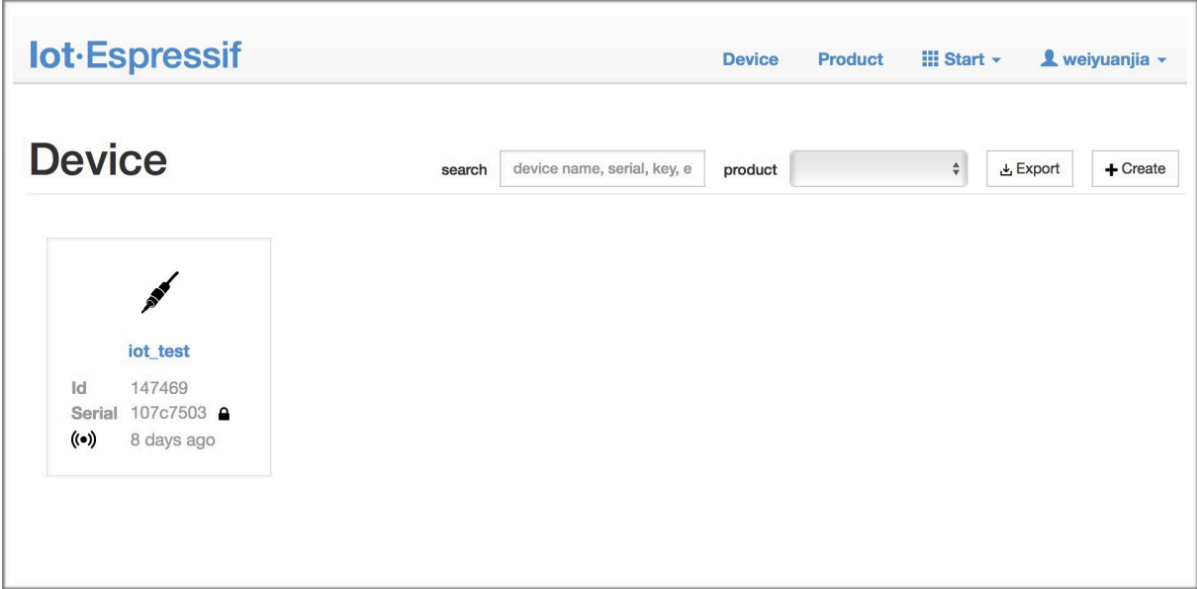 Iot·Espressif
Device Product Start weiyuanjia
Device
search device name, serial, key, e product Export Create
iot_test
Id 147469
Serial 107c7503
8 days ago